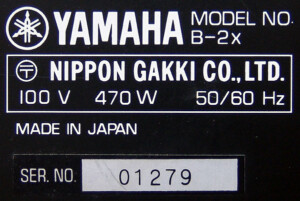 YAMAHA MODEL NO.
B-2x
〶 NIPPON GAKKI CO., LTD.
100 V 470 W 50/60 Hz
MADE IN JAPAN
SER. NO. 01279